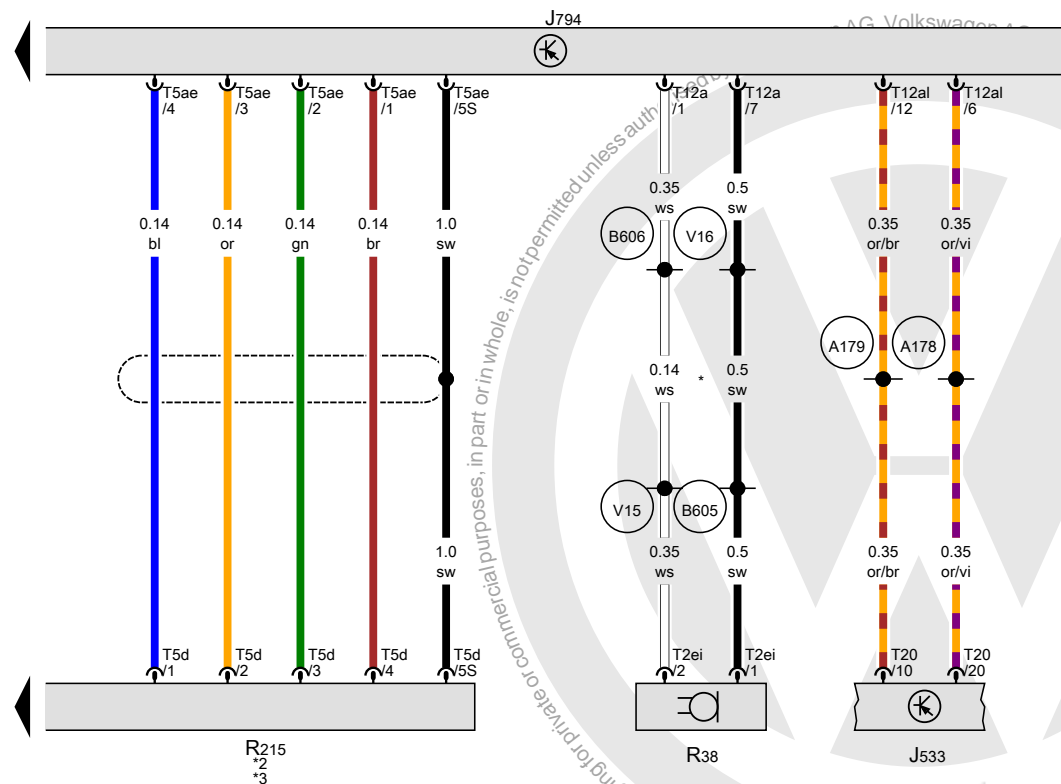 J794
AG, Volkswagen AG
T5ae
/4
T5ae
/3
T5ae
/2
T5ae
/1
T5ae
/5S
T12a
/1
T12a
/7
T12al
/12
T12al
/6
0.14
bl
0.14
or
0.14
gn
0.14
br
1.0
sw
0.35
ws
0.5
sw
0.35
or/br
0.35
or/vi
B606
V16
A179
A178
0.14
ws
*
0.5
sw
V15
B605
1.0
sw
0.35
ws
0.5
sw
0.35
or/br
0.35
or/vi
T5d
/1
T5d
/2
T5d
/3
T5d
/4
T5d
/5S
T2ei
/2
T2ei
/1
T20
/10
T20
/20
R215
*2
*3
R38
J533
ing for private or commercial purposes, in part or in whole, is not permitted unless authorised by